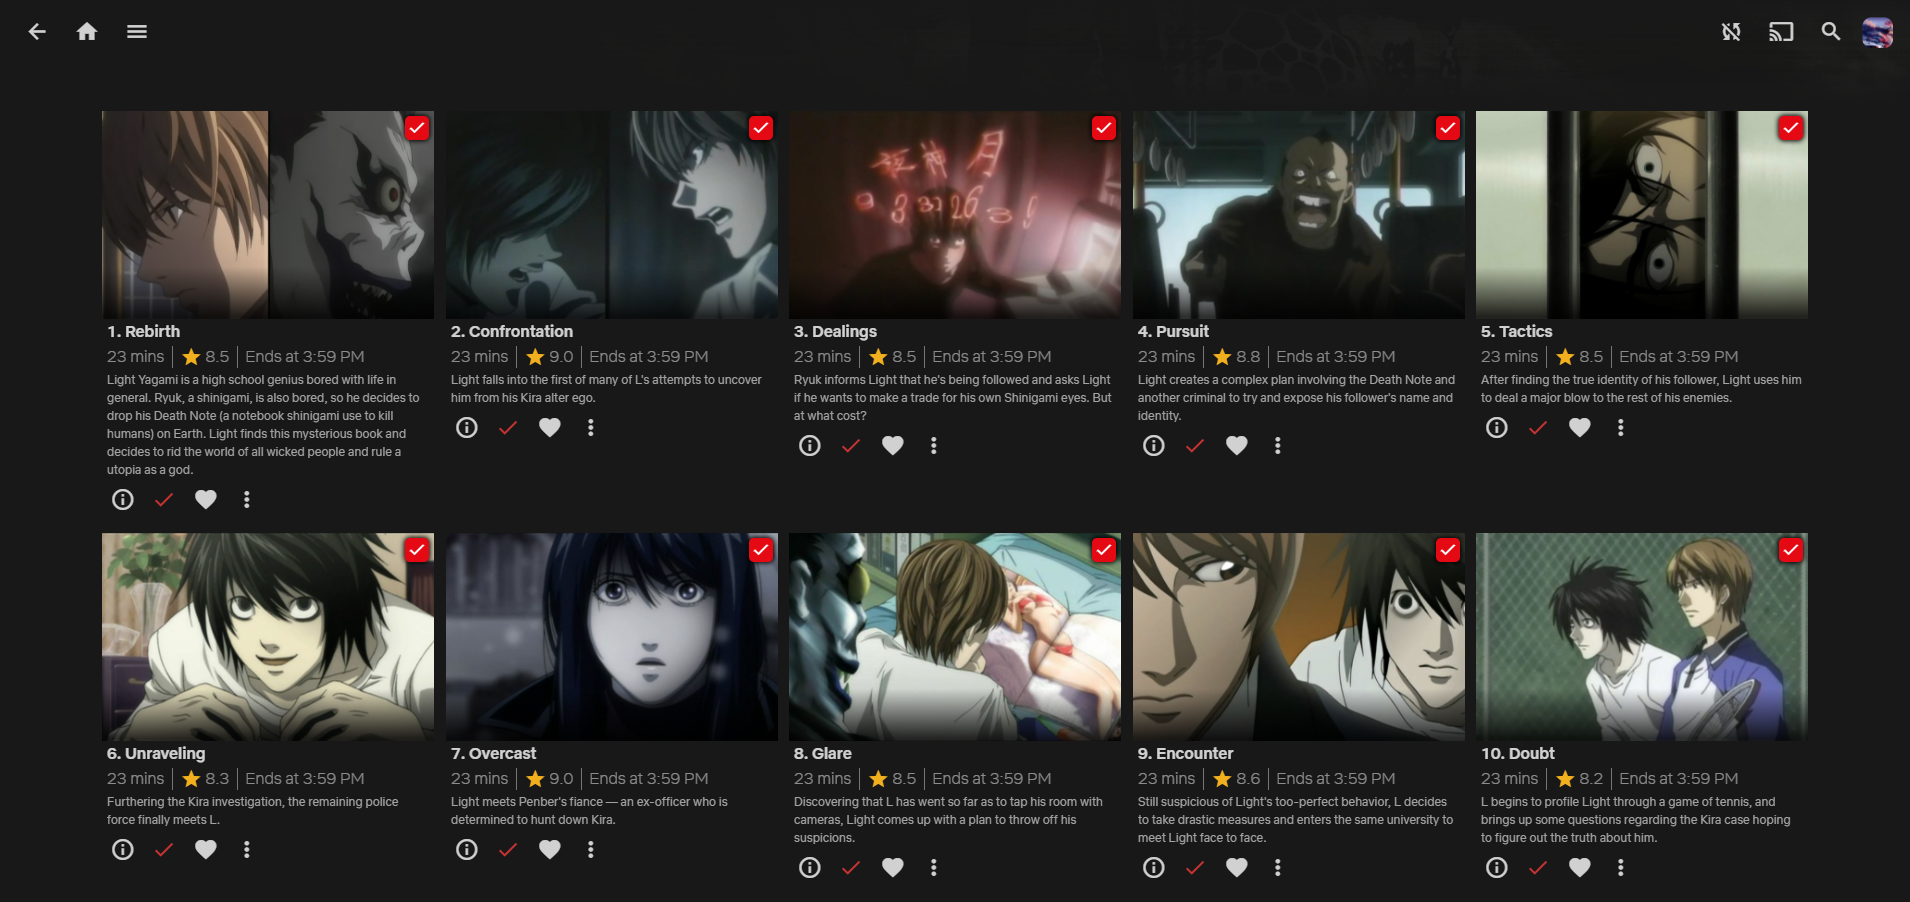 夜神 月
3 31 26
1. Rebirth
23 mins 8.5 Ends at 3:59 PM
Light Yagami is a high school genius bored with life in
general. Ryuk, a shinigami, is also bored, so he decides to
drop his Death Note (a notebook shinigami use to kill
humans) on Earth. Light finds this mysterious book and
decides to rid the world of all wicked people and rule a
utopia as a god.
2. Confrontation
23 mins 9.0 Ends at 3:59 PM
Light falls into the first of many of L's attempts to uncover
him from his Kira alter ego.
3. Dealings
23 mins 8.5 Ends at 3:59 PM
Ryuk informs Light that he's being followed and asks Light
if he wants to make a trade for his own Shinigami eyes. But
at what cost?
4. Pursuit
23 mins 8.8 Ends at 3:59 PM
Light creates a complex plan involving the Death Note and
another criminal to try and expose his follower's name and
identity.
5. Tactics
23 mins 8.5 Ends at 3:59 PM
After finding the true identity of his follower, Light uses him
to deal a major blow to the rest of his enemies.
6. Unraveling
23 mins 8.3 Ends at 3:59 PM
Furthering the Kira investigation, the remaining police
force finally meets L.
7. Overcast
23 mins 9.0 Ends at 3:59 PM
Light meets Penber's fiance — an ex-officer who is
determined to hunt down Kira.
8. Glare
23 mins 8.5 Ends at 3:59 PM
Discovering that L has went so far as to tap his room with
cameras, Light comes up with a plan to throw off his
suspicions.
9. Encounter
23 mins 8.6 Ends at 3:59 PM
Still suspicious of Light's too-perfect behavior, L decides
to take drastic measures and enters the same university to
meet Light face to face.
10. Doubt
23 mins 8.2 Ends at 3:59 PM
L begins to profile Light through a game of tennis, and
brings up some questions regarding the Kira case hoping
to figure out the truth about him.